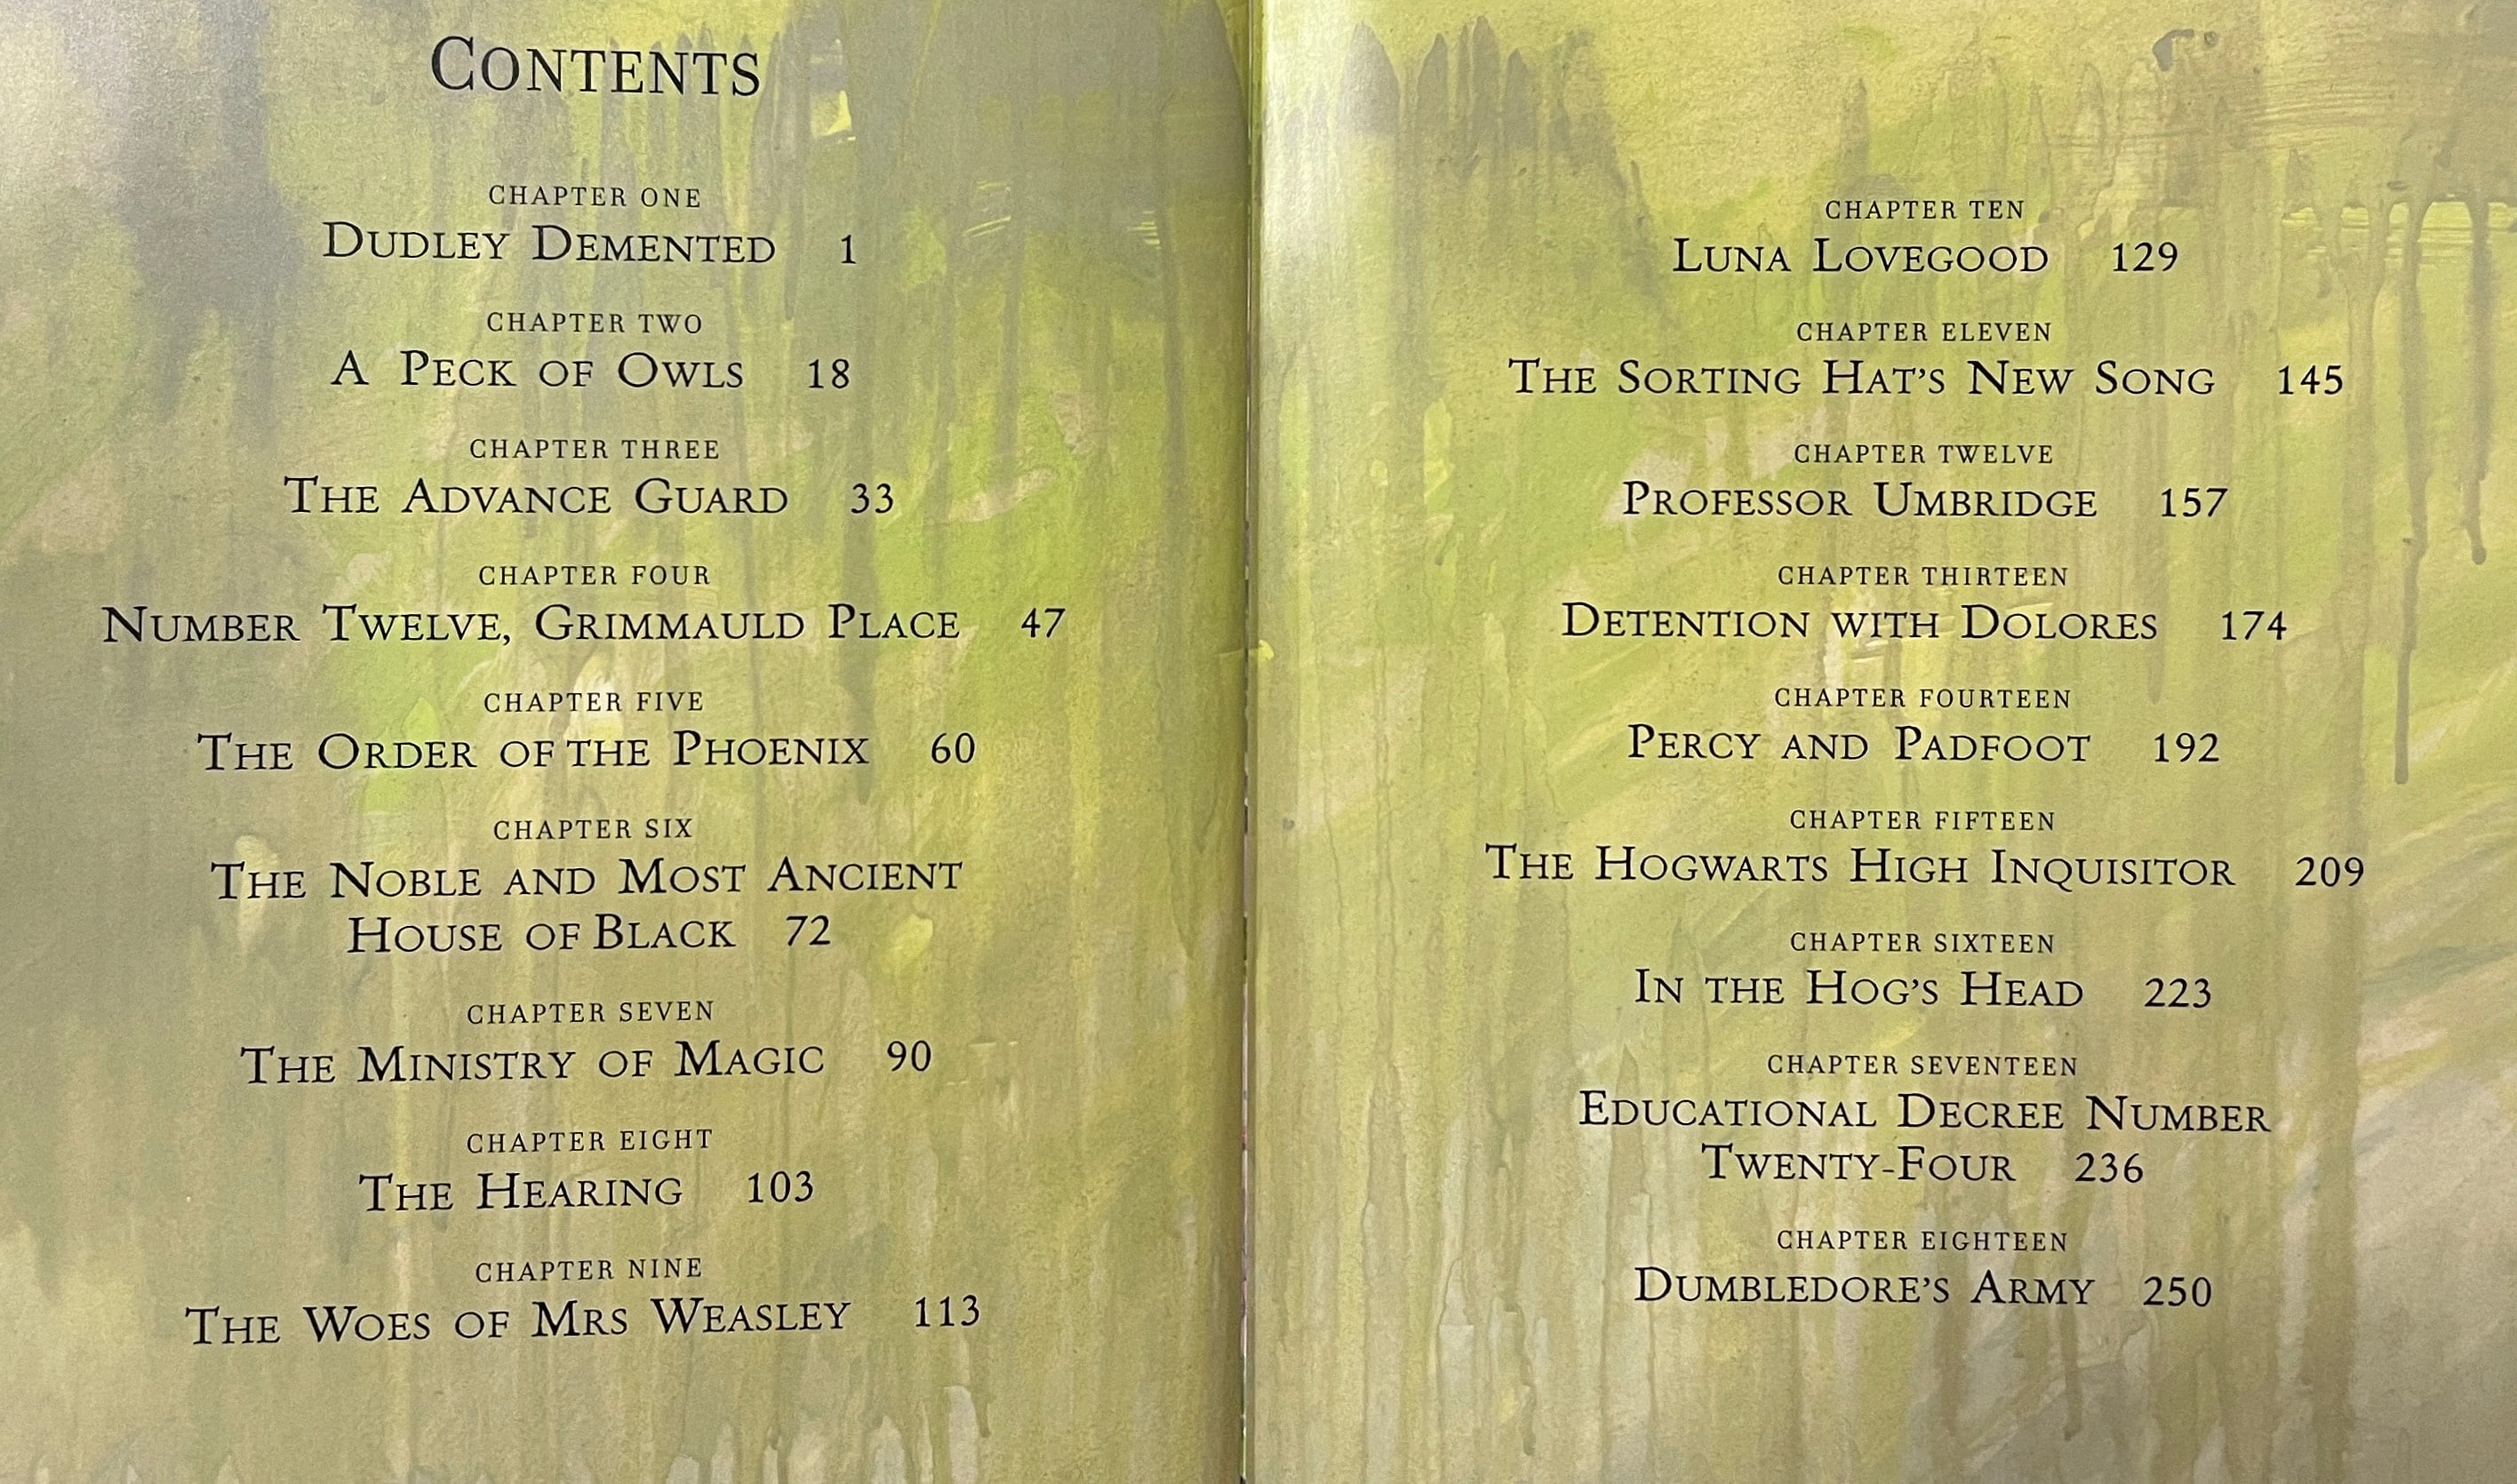 CONTENTS
CHAPTER ONE
DUDLEY DEMENTED 1
CHAPTER TWO
A PECK OF OWLS 18
CHAPTER THREE
THE ADVANCE GUARD 33
CHAPTER FOUR
NUMBER TWELVE, GRIMMAULD PLACE 47
CHAPTER FIVE
THE ORDER OF THE PHOENIX 60
CHAPTER SIX
THE NOBLE AND MOST ANCIENT
HOUSE OF BLACK 72
CHAPTER SEVEN
THE MINISTRY OF MAGIC 90
CHAPTER EIGHT
THE HEARING 103
CHAPTER NINE
THE WOES OF MRS WEASLEY 113
CHAPTER TEN
LUNA LOVEGOOD 129
CHAPTER ELEVEN
THE SORTING HAT’S NEW SONG 145
CHAPTER TWELVE
PROFESSOR UMBRIDGE 157
CHAPTER THIRTEEN
DETENTION WITH DOLORES 174
CHAPTER FOURTEEN
PERCY AND PADFOOT 192
CHAPTER FIFTEEN
THE HOGWARTS HIGH INQUISITOR 209
CHAPTER SIXTEEN
IN THE HOG’S HEAD 223
CHAPTER SEVENTEEN
EDUCATIONAL DECREE NUMBER
TWENTY-FOUR 236
CHAPTER EIGHTEEN
DUMBLEDORE’S ARMY 250